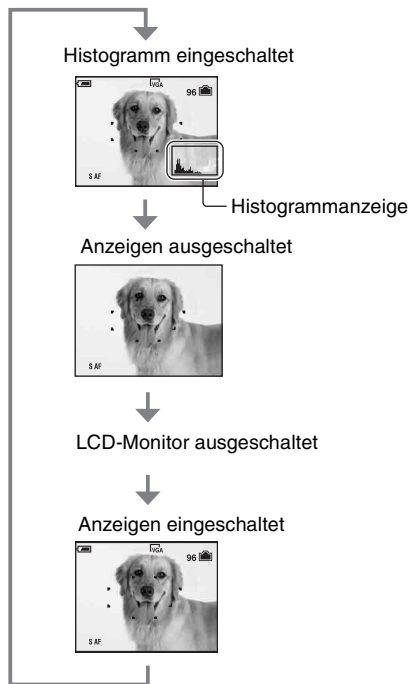 Histogramm eingeschaltet
VGA
96
S AF
Histogrammanzeige
Anzeigen ausgeschaltet
S AF
LCD-Monitor ausgeschaltet
Anzeigen eingeschaltet
VGA
96
S AF